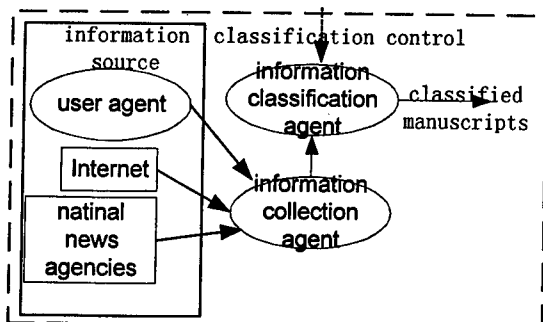 information
source
classification control
user agent
Internet
natinal
news
agencies
information
classification
agent
classified
manuscripts
information
collection
agent